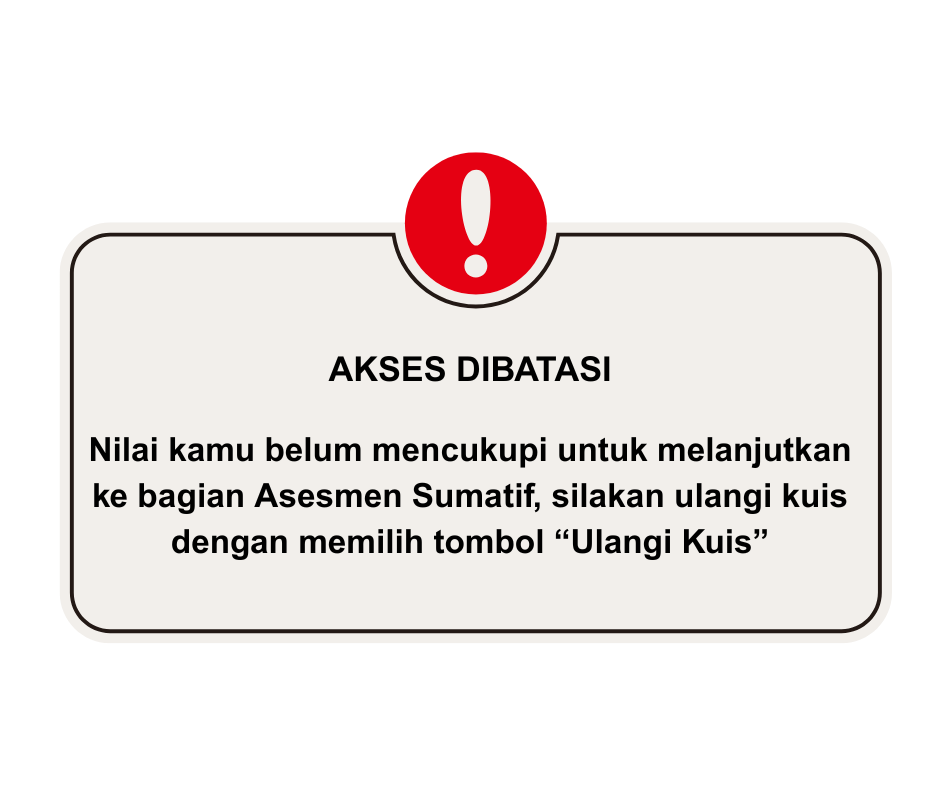 AKSES DIBATASI
Nilai kamu belum mencukupi untuk melanjutkan
ke bagian Asesmen Sumatif, silakan ulangi kuis
dengan memilih tombol “Ulangi Kuis”